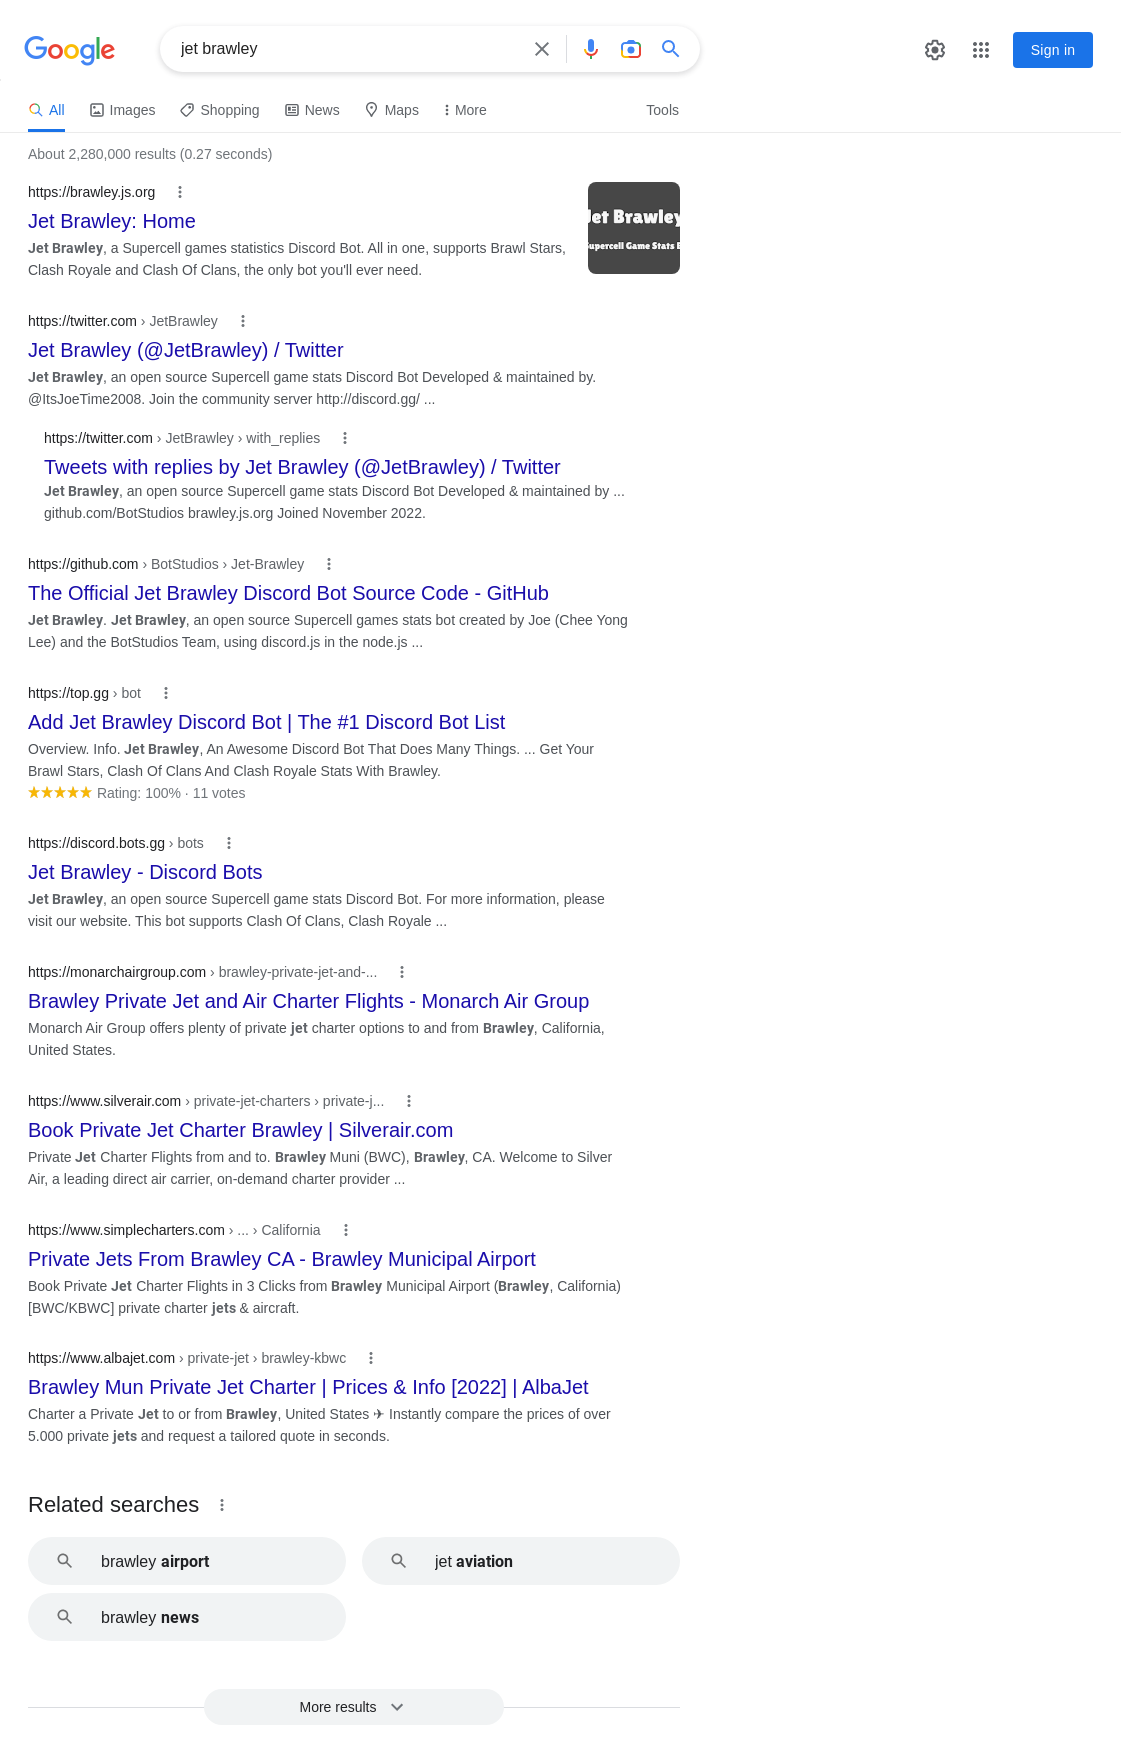 Google
jet brawley
Sign in
All
Images
Shopping
News
Maps
More
Tools
About 2,280,000 results (0.27 seconds)
https://brawley.js.org
Jet Brawley: Home
Jet Brawley, a Supercell games statistics Discord Bot. All in one, supports Brawl Stars,
Clash Royale and Clash Of Clans, the only bot you'll ever need.
Jet Brawley
Supercell Game Stats B
https://twitter.com › JetBrawley
Jet Brawley (@JetBrawley) / Twitter
Jet Brawley, an open source Supercell game stats Discord Bot Developed & maintained by.
@ItsJoeTime2008. Join the community server http://discord.gg/ ...
https://twitter.com › JetBrawley › with_replies
Tweets with replies by Jet Brawley (@JetBrawley) / Twitter
Jet Brawley, an open source Supercell game stats Discord Bot Developed & maintained by ...
github.com/BotStudios brawley.js.org Joined November 2022.
https://github.com › BotStudios › Jet-Brawley
The Official Jet Brawley Discord Bot Source Code - GitHub
Jet Brawley. Jet Brawley, an open source Supercell games stats bot created by Joe (Chee Yong
Lee) and the BotStudios Team, using discord.js in the node.js ...
https://top.gg › bot
Add Jet Brawley Discord Bot | The #1 Discord Bot List
Overview. Info. Jet Brawley, An Awesome Discord Bot That Does Many Things. ... Get Your
Brawl Stars, Clash Of Clans And Clash Royale Stats With Brawley.
Rating: 100% · 11 votes
https://discord.bots.gg › bots
Jet Brawley - Discord Bots
Jet Brawley, an open source Supercell game stats Discord Bot. For more information, please
visit our website. This bot supports Clash Of Clans, Clash Royale ...
https://monarchairgroup.com › brawley-private-jet-and-...
Brawley Private Jet and Air Charter Flights - Monarch Air Group
Monarch Air Group offers plenty of private jet charter options to and from Brawley, California,
United States.
https://www.silverair.com › private-jet-charters › private-j...
Book Private Jet Charter Brawley | Silverair.com
Private Jet Charter Flights from and to. Brawley Muni (BWC), Brawley, CA. Welcome to Silver
Air, a leading direct air carrier, on-demand charter provider ...
https://www.simplecharters.com › ... › California
Private Jets From Brawley CA - Brawley Municipal Airport
Book Private Jet Charter Flights in 3 Clicks from Brawley Municipal Airport (Brawley, California)
[BWC/KBWC] private charter jets & aircraft.
https://www.albajet.com › private-jet › brawley-kbwc
Brawley Mun Private Jet Charter | Prices & Info [2022] | AlbaJet
Charter a Private Jet to or from Brawley, United States ✈ Instantly compare the prices of over
5.000 private jets and request a tailored quote in seconds.
Related searches
brawley airport
jet aviation
brawley news
More results